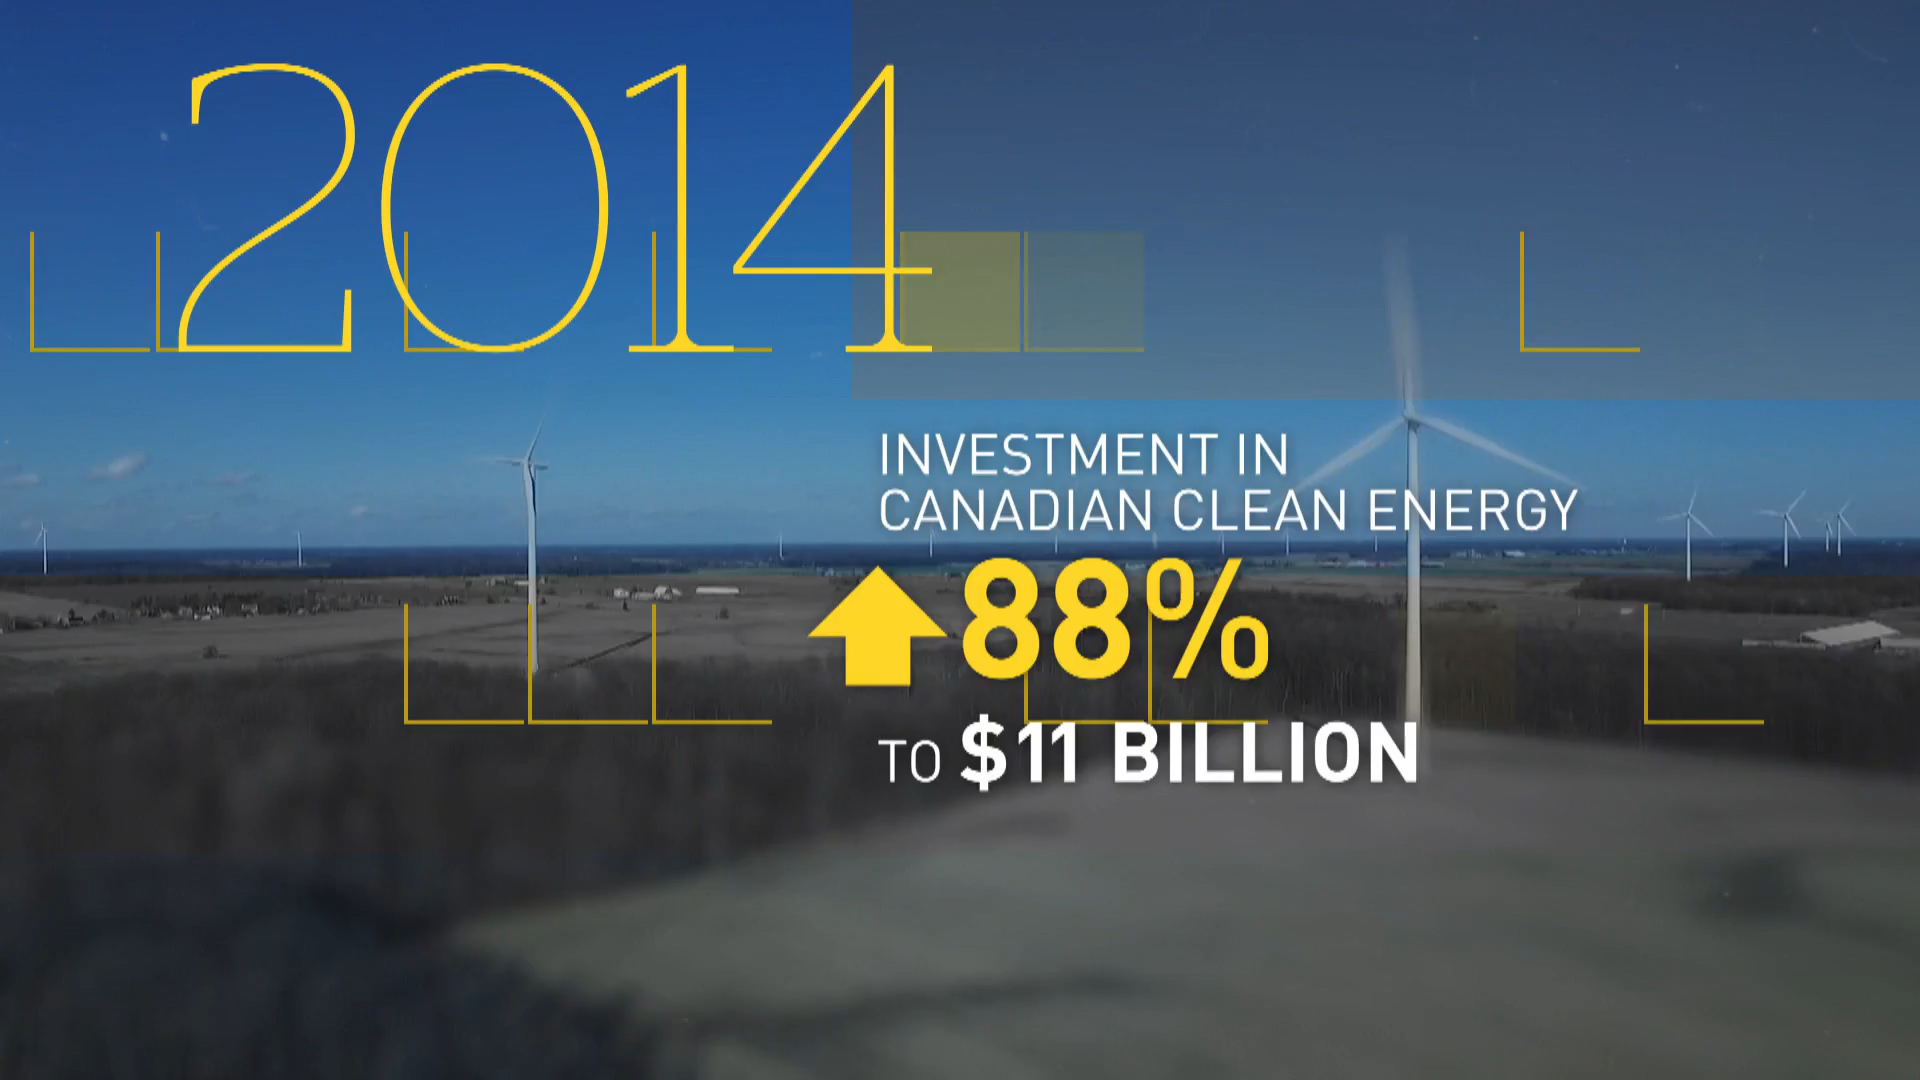 2014
INVESTMENT IN
CANADIAN CLEAN ENERGY
88%
TO $11 BILLION